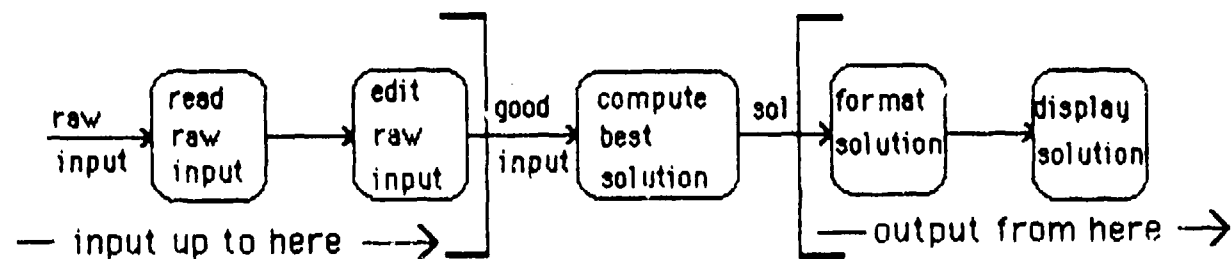 raw
input
read
raw
input
edit
raw
input
good
input
compute
best
solution
sol
format
solution
display
solution
input up to here
output from here